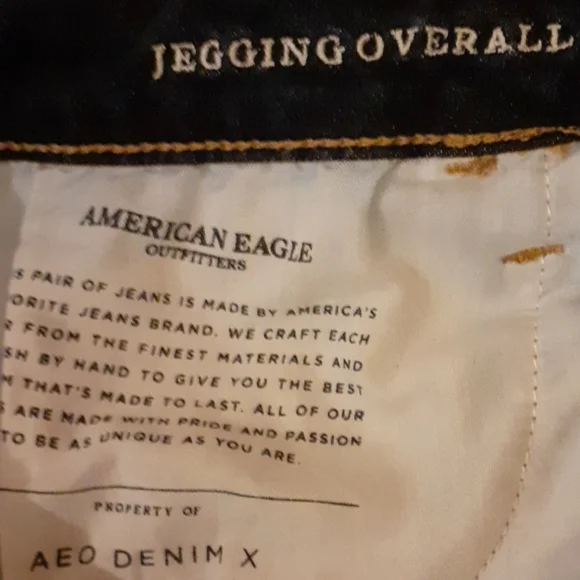 JEGGING OVERALL
AMERICAN EAGLE
OUTFITTERS
S PAIR OF JEANS IS MADE BY AMERICA'S
ORITE JEANS BRAND. WE CRAFT EACH
R FROM THE FINEST MATERIALS AND
SH BY HAND TO GIVE YOU THE BEST
M THAT'S MADE TO LAST. ALL OF OUR
S ARE MADE WITH PRIDE AND PASSION
TO BE AS UNIQUE AS YOU ARE.
PROPERTY OF
AEO DENIM X